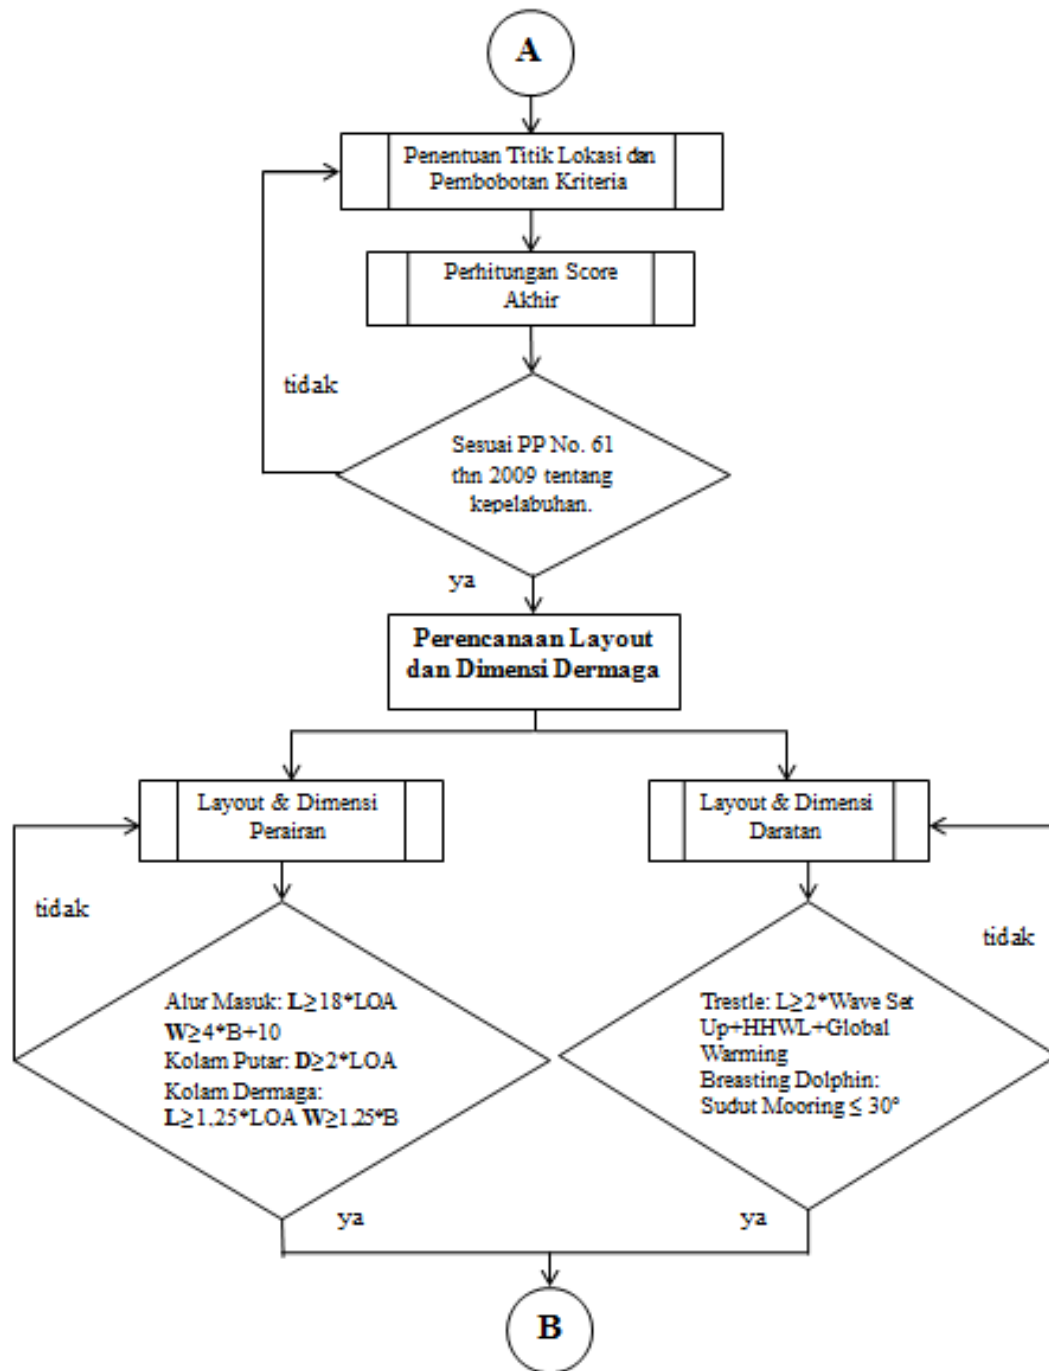 A
Penentuan Titik Lokasi dan
Pembobotan Kriteria
Perhitungan Score
Akhir
tidak
Sesuai PP No. 61
thn 2009 tentang
kepelabuhan.
ya
Perencanaan Layout
dan Dimensi Dermaga
Layout & Dimensi
Perairan
Layout & Dimensi
Daratan
tidak
tidak
Alur Masuk: L≥18*LOA
W≥4*B+10
Kolam Putar: D≥2*LOA
Kolam Dermaga:
L≥1,25*LOA W≥1,25*B
Trestle: L≥2*Wave Set
Up+HHWL+Global
Warming
Breasting Dolphin:
Sudut Mooring ≤ 30°
ya
ya
B